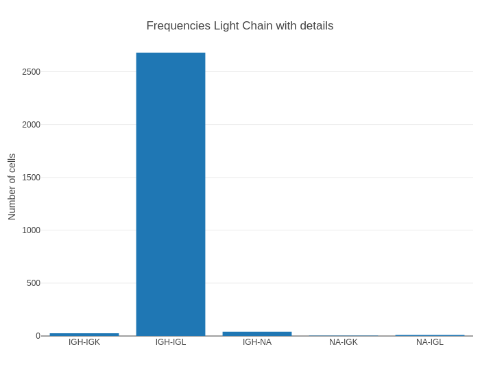 Frequencies Light Chain with details
Number of cells
2500
2000
1500
1000
500
0
IGH-IGK
IGH-IGL
IGH-NA
NA-IGK
NA-IGL